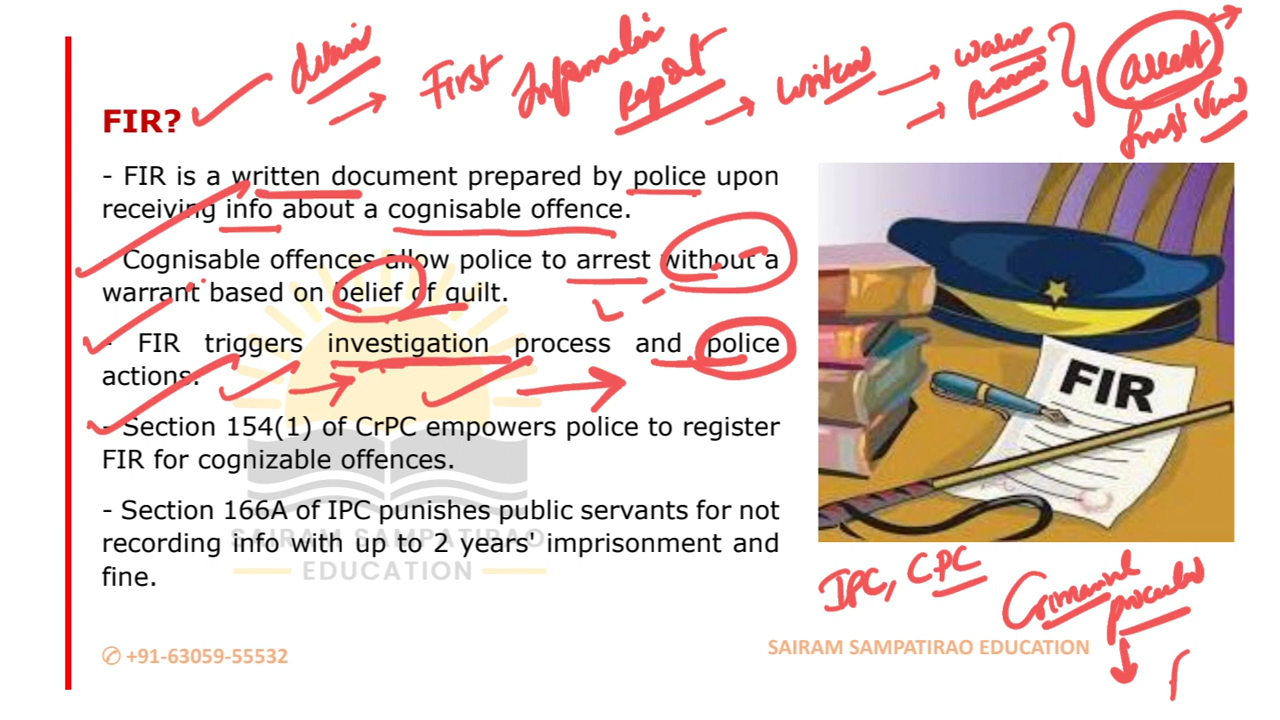 First Information Report → written →
arrest
FIR?
- FIR is a written document prepared by police upon
receiving info about a cognisable offence.
- Cognisable offences allow police to arrest without a
warrant based on belief of guilt.
- FIR triggers investigation process and police
actions.
- Section 154(1) of CrPC empowers police to register
FIR for cognizable offences.
- Section 166A of IPC punishes public servants for not
recording info with up to 2 years' imprisonment and
fine.
SAIRAM SAMPATIRAO
EDUCATION
FIR
IPC, CPC
Criminal
✆ +91-63059-55532
SAIRAM SAMPATIRAO EDUCATION